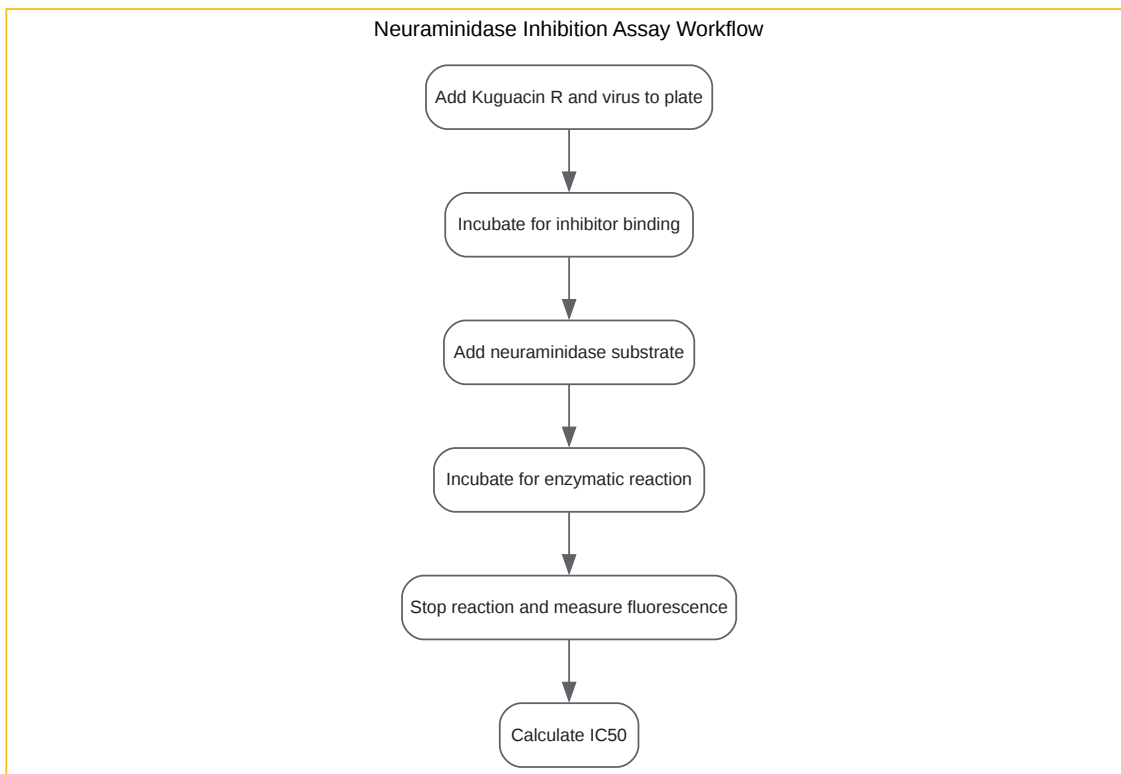 Neuraminidase Inhibition Assay Workflow
Add Kuguacin R and virus to plate
Incubate for inhibitor binding
Add neuraminidase substrate
Incubate for enzymatic reaction
Stop reaction and measure fluorescence
Calculate IC50